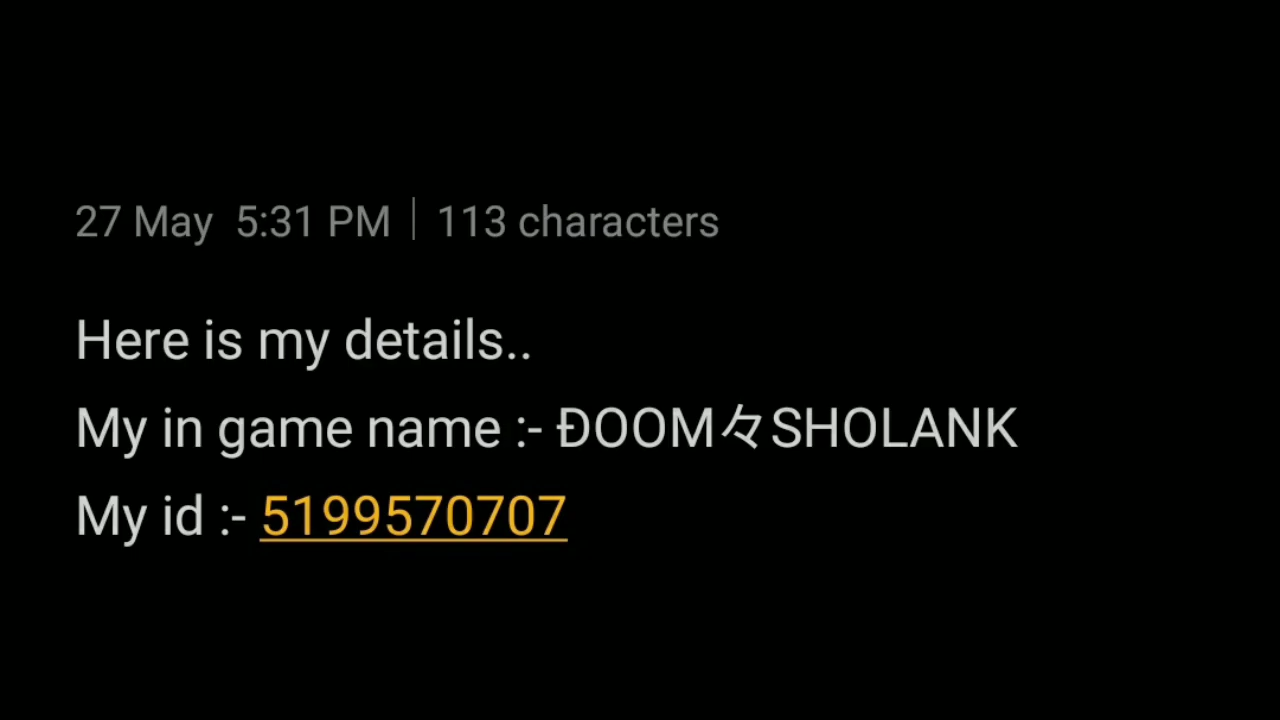 27 May 5:31 PM | 113 characters
Here is my details..
My in game name :- ĐOOM々SHOLANK
My id :- 5199570707